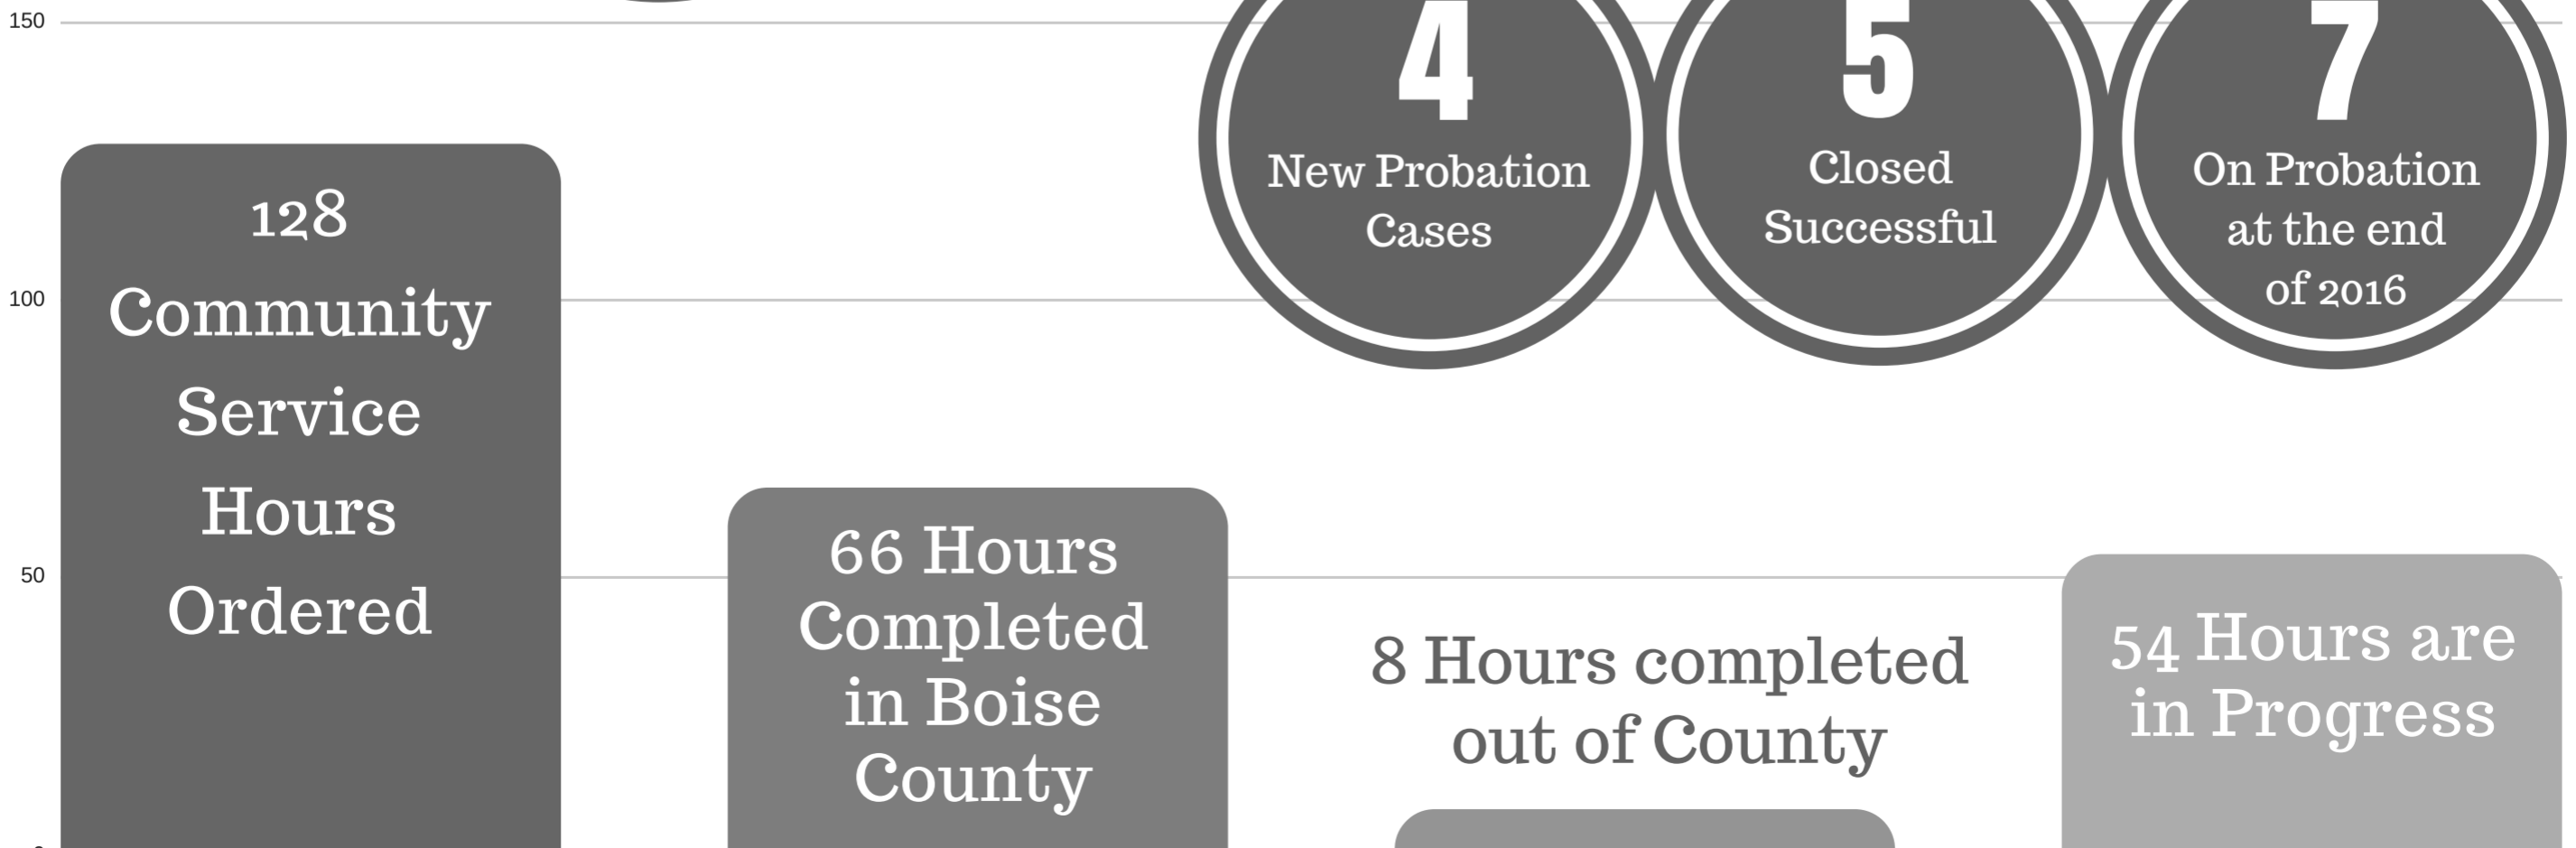 150
4
New Probation
Cases
5
Closed
Successful
7
On Probation
at the end
of 2016
128
Community
Service
Hours
Ordered
100
66 Hours
Completed
in Boise
County
50
8 Hours completed
out of County
54 Hours are
in Progress